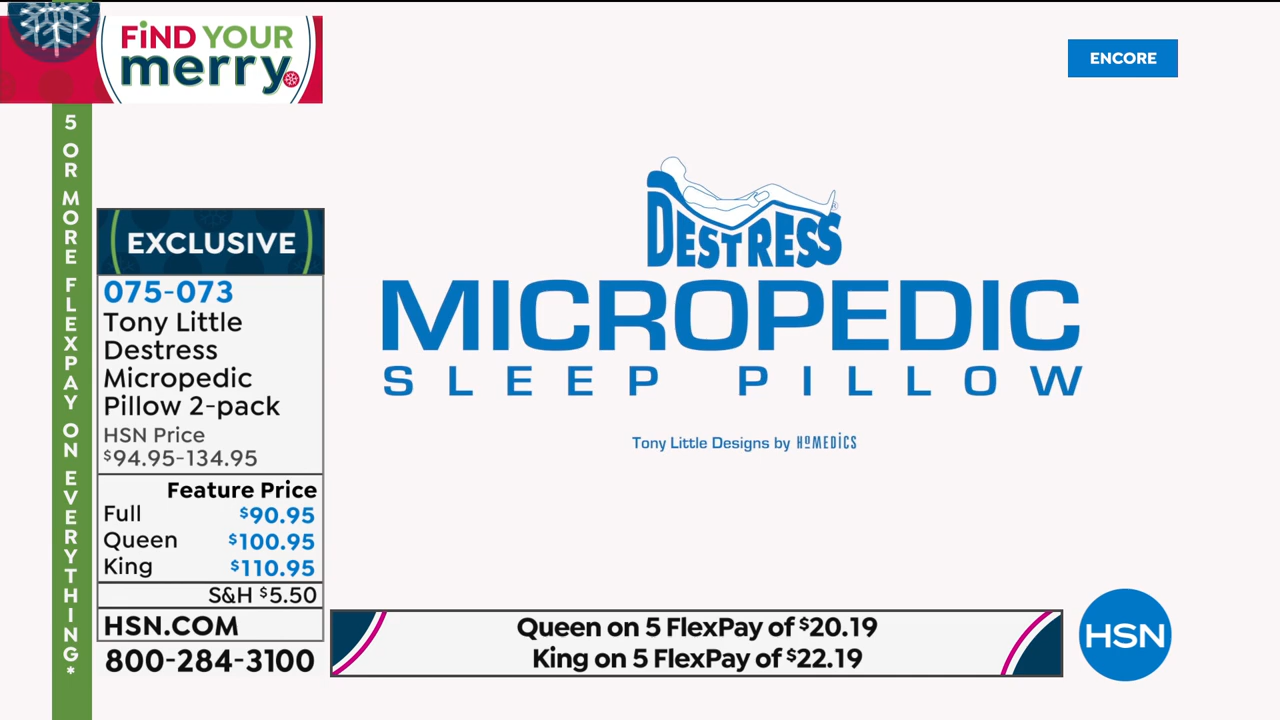 FiND YOUR
merry.
ENCORE
5 OR MORE FLEXPAY ON EVERYTHING*
EXCLUSIVE
075-073
Tony Little
Destress
Micropedic
Pillow 2-pack
HSN Price
$94.95-134.95
Feature Price
Full $90.95
Queen $100.95
King $110.95
S&H $5.50
HSN.COM
800-284-3100
DESTRESS
MICROPEDIC
SLEEP PILLOW
Tony Little Designs by HOMEDICS
Queen on 5 FlexPay of $20.19
King on 5 FlexPay of $22.19
HSN